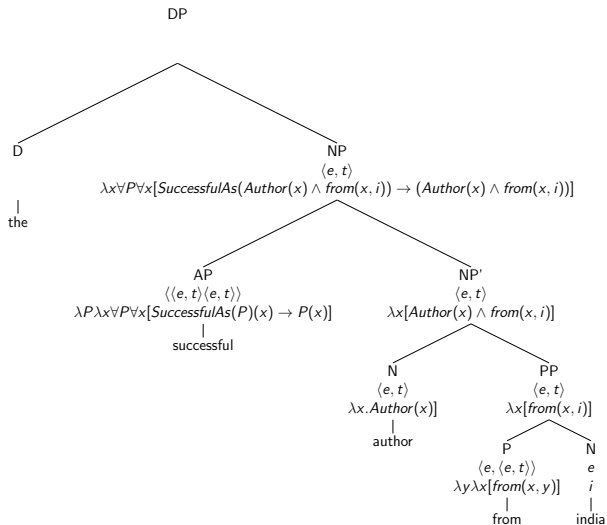 DP
D NP
⟨e, t⟩
λx∀P∀x[SuccessfulAs(Author(x) ∧ from(x, i)) → (Author(x) ∧ from(x, i))]
the
AP NP'
⟨⟨e, t⟩⟨e, t⟩⟩ ⟨e, t⟩
λPλx∀P∀x[SuccessfulAs(P)(x) → P(x)] λx[Author(x) ∧ from(x, i)]
successful
N PP
⟨e, t⟩ ⟨e, t⟩
λx.Author(x)] λx[from(x, i)]
author
P N
⟨e, ⟨e, t⟩⟩ e
λyλx[from(x, y)] i
from india